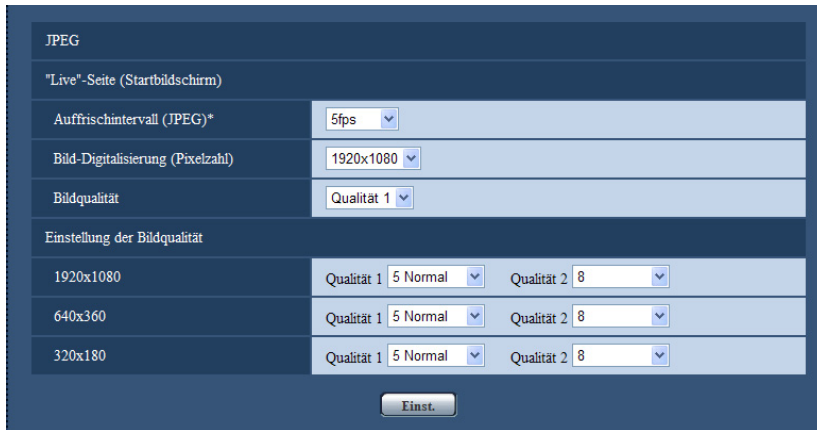 JPEG
"Live"-Seite (Startbildschirm)
Auffrischintervall (JPEG)* 5fps
Bild-Digitalisierung (Pixelzahl) 1920x1080
Bildqualität Qualität 1
Einstellung der Bildqualität
1920x1080 Qualität 1 5 Normal Qualität 2 8
640x360 Qualität 1 5 Normal Qualität 2 8
320x180 Qualität 1 5 Normal Qualität 2 8
Einst.